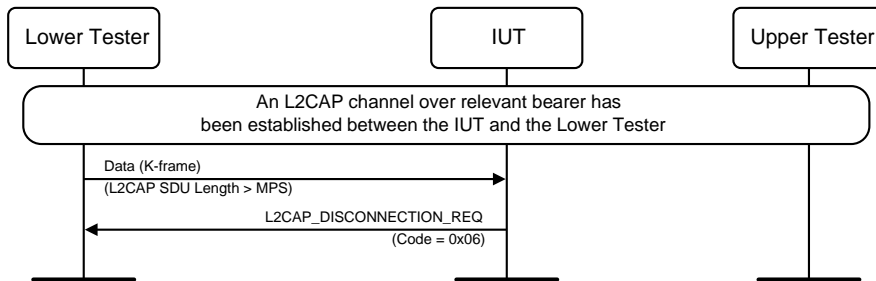 Lower Tester
IUT
Upper Tester
An L2CAP channel over relevant bearer has
been established between the IUT and the Lower Tester
Data (K-frame)
(L2CAP SDU Length > MPS)
L2CAP_DISCONNECTION_REQ
(Code = 0x06)